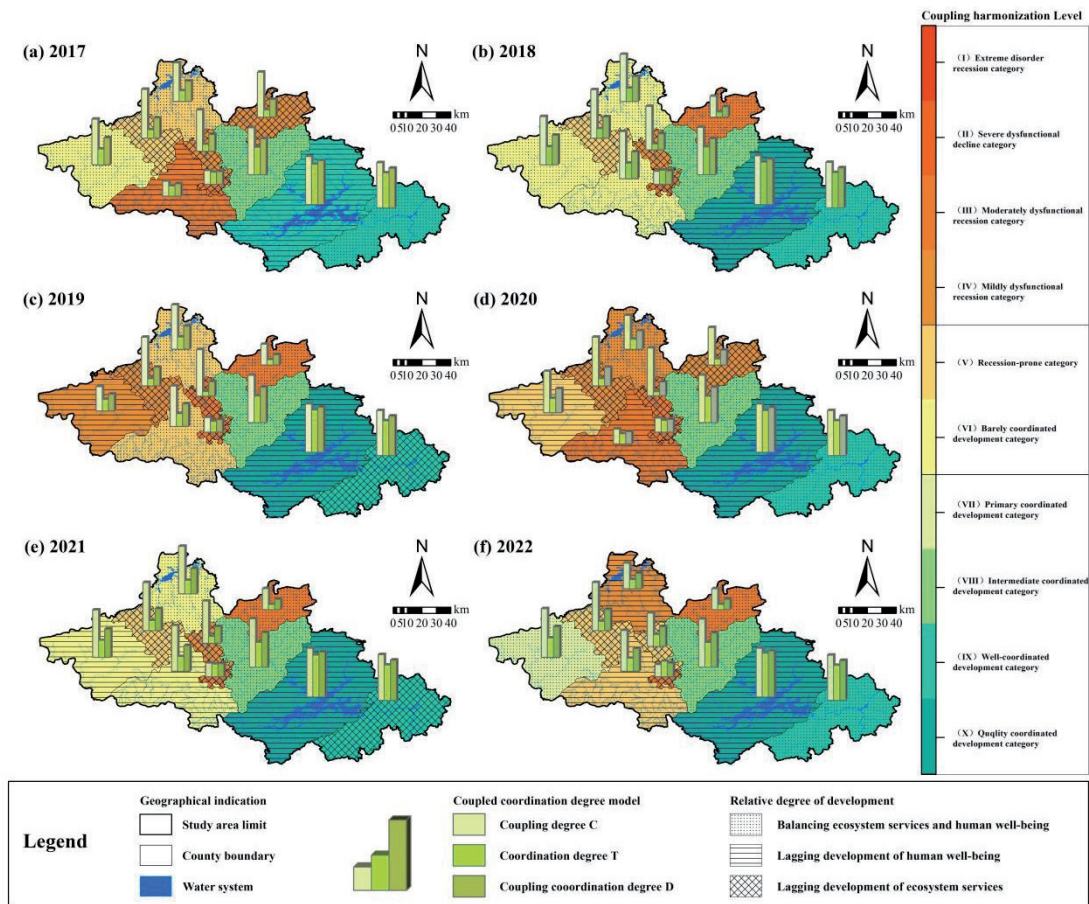 Coupling harmonization Level
(a) 2017
N
km
0510 20 30 40
(b) 2018
N
km
0510 20 30 40
(c) 2019
N
km
0510 20 30 40
(d) 2020
N
km
0510 20 30 40
(e) 2021
N
km
0510 20 30 40
(f) 2022
N
km
0510 20 30 40
（I）Extreme disorder
recession category
（II）Severe dysfunctional
decline category
（III）Moderately dysfunctional
recession category
（IV）Mildly dysfunctional
recession category
（V）Recession-prone category
（VI）Barely coordinated
development category
（VII）Primary coordinated
development category
（VIII）Intermediate coordinated
development category
（IX）Well-coordinated
development category
（X）Quqlity coordinated
development category
Legend
Geographical indication
Study area limit
County boundary
Water system
Coupled coordination degree model
Coupling degree C
Coordination degree T
Coupling cooordination degree D
Relative degree of development
Balancing ecosystem services and human well-being
Lagging development of human well-being
Lagging development of ecosystem services